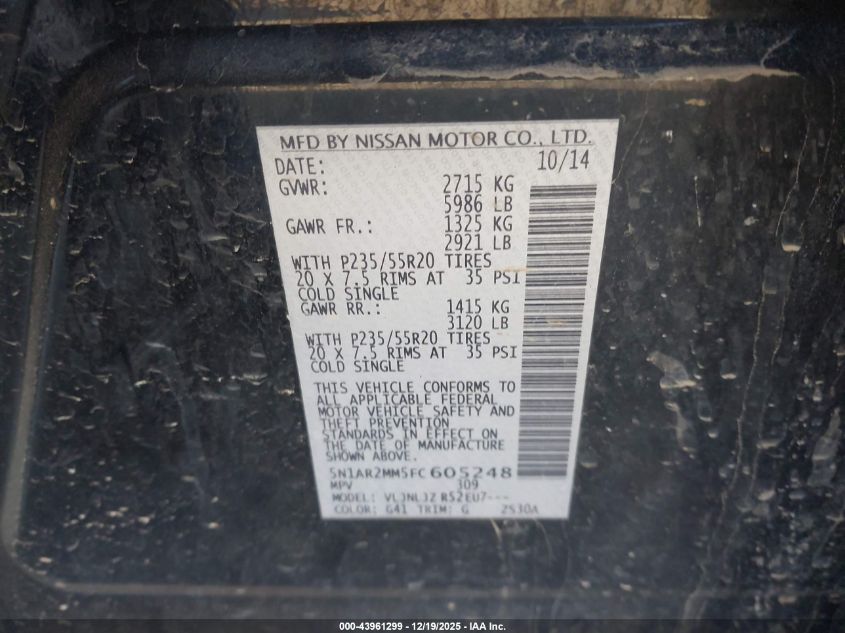 MFD BY NISSAN MOTOR CO., LTD.
DATE: 10/14
GVWR: 2715 KG
5986 LB
GAWR FR.: 1325 KG
2921 LB
WITH P235/55R20 TIRES
20 X 7.5 RIMS AT 35 PSI
COLD SINGLE
GAWR RR.: 1415 KG
3120 LB
WITH P235/55R20 TIRES
20 X 7.5 RIMS AT 35 PSI
COLD SINGLE
THIS VEHICLE CONFORMS TO
ALL APPLICABLE FEDERAL
MOTOR VEHICLE SAFETY AND
THEFT PREVENTION
STANDARDS IN EFFECT ON
THE DATE OF MANUFACTURE
SHOWN ABOVE.
5N1AR2MM5FC605248
MPV 309
MODEL: VLJNLJZ R52EU7---
COLOR: G41 TRIM: G 2530A
000-43961299 - 12/19/2025 - IAA Inc.